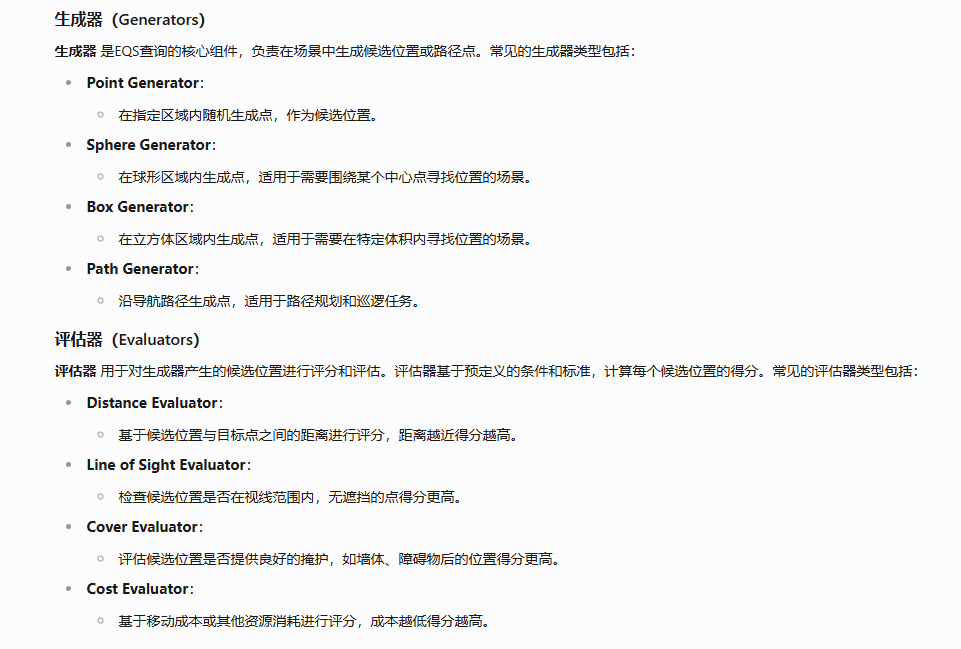 生成器（Generators）
生成器 是EQS查询的核心组件，负责在场景中生成候选位置或路径点。常见的生成器类型包括：
Point Generator：
在指定区域内随机生成点，作为候选位置。
Sphere Generator：
在球形区域内生成点，适用于需要围绕某个中心点寻找位置的场景。
Box Generator：
在立方体区域内生成点，适用于需要在特定体积内寻找位置的场景。
Path Generator：
沿导航路径生成点，适用于路径规划和巡逻任务。
评估器（Evaluators）
评估器 用于对生成器产生的候选位置进行评分和评估。评估器基于预定义的条件和标准，计算每个候选位置的得分。常见的评估器类型包括：
Distance Evaluator：
基于候选位置与目标点之间的距离进行评分，距离越近得分越高。
Line of Sight Evaluator：
检查候选位置是否在视线范围内，无遮挡的点得分更高。
Cover Evaluator：
评估候选位置是否提供良好的掩护，如墙体、障碍物后的位置得分更高。
Cost Evaluator：
基于移动成本或其他资源消耗进行评分，成本越低得分越高。